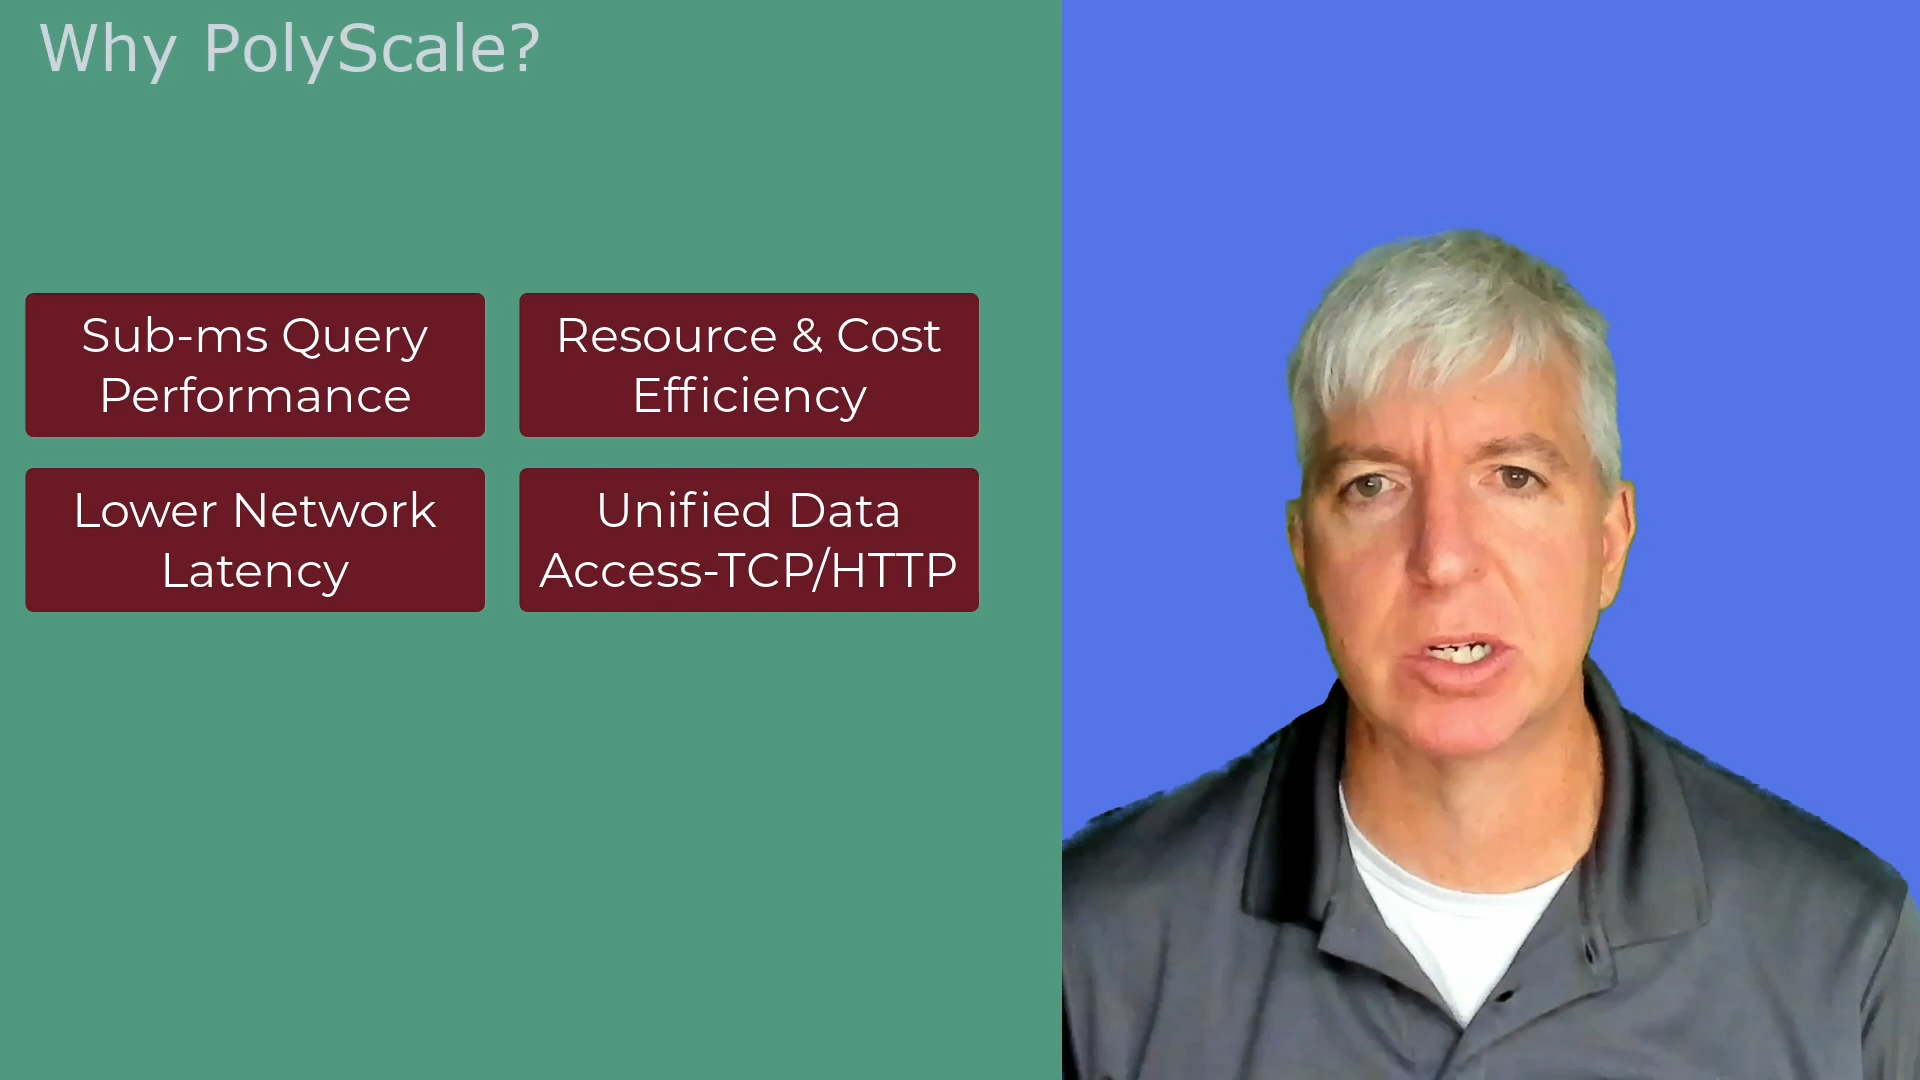 Why PolyScale?
Sub-ms Query
Performance
Resource & Cost
Efficiency
Lower Network
Latency
Unified Data
Access-TCP/HTTP